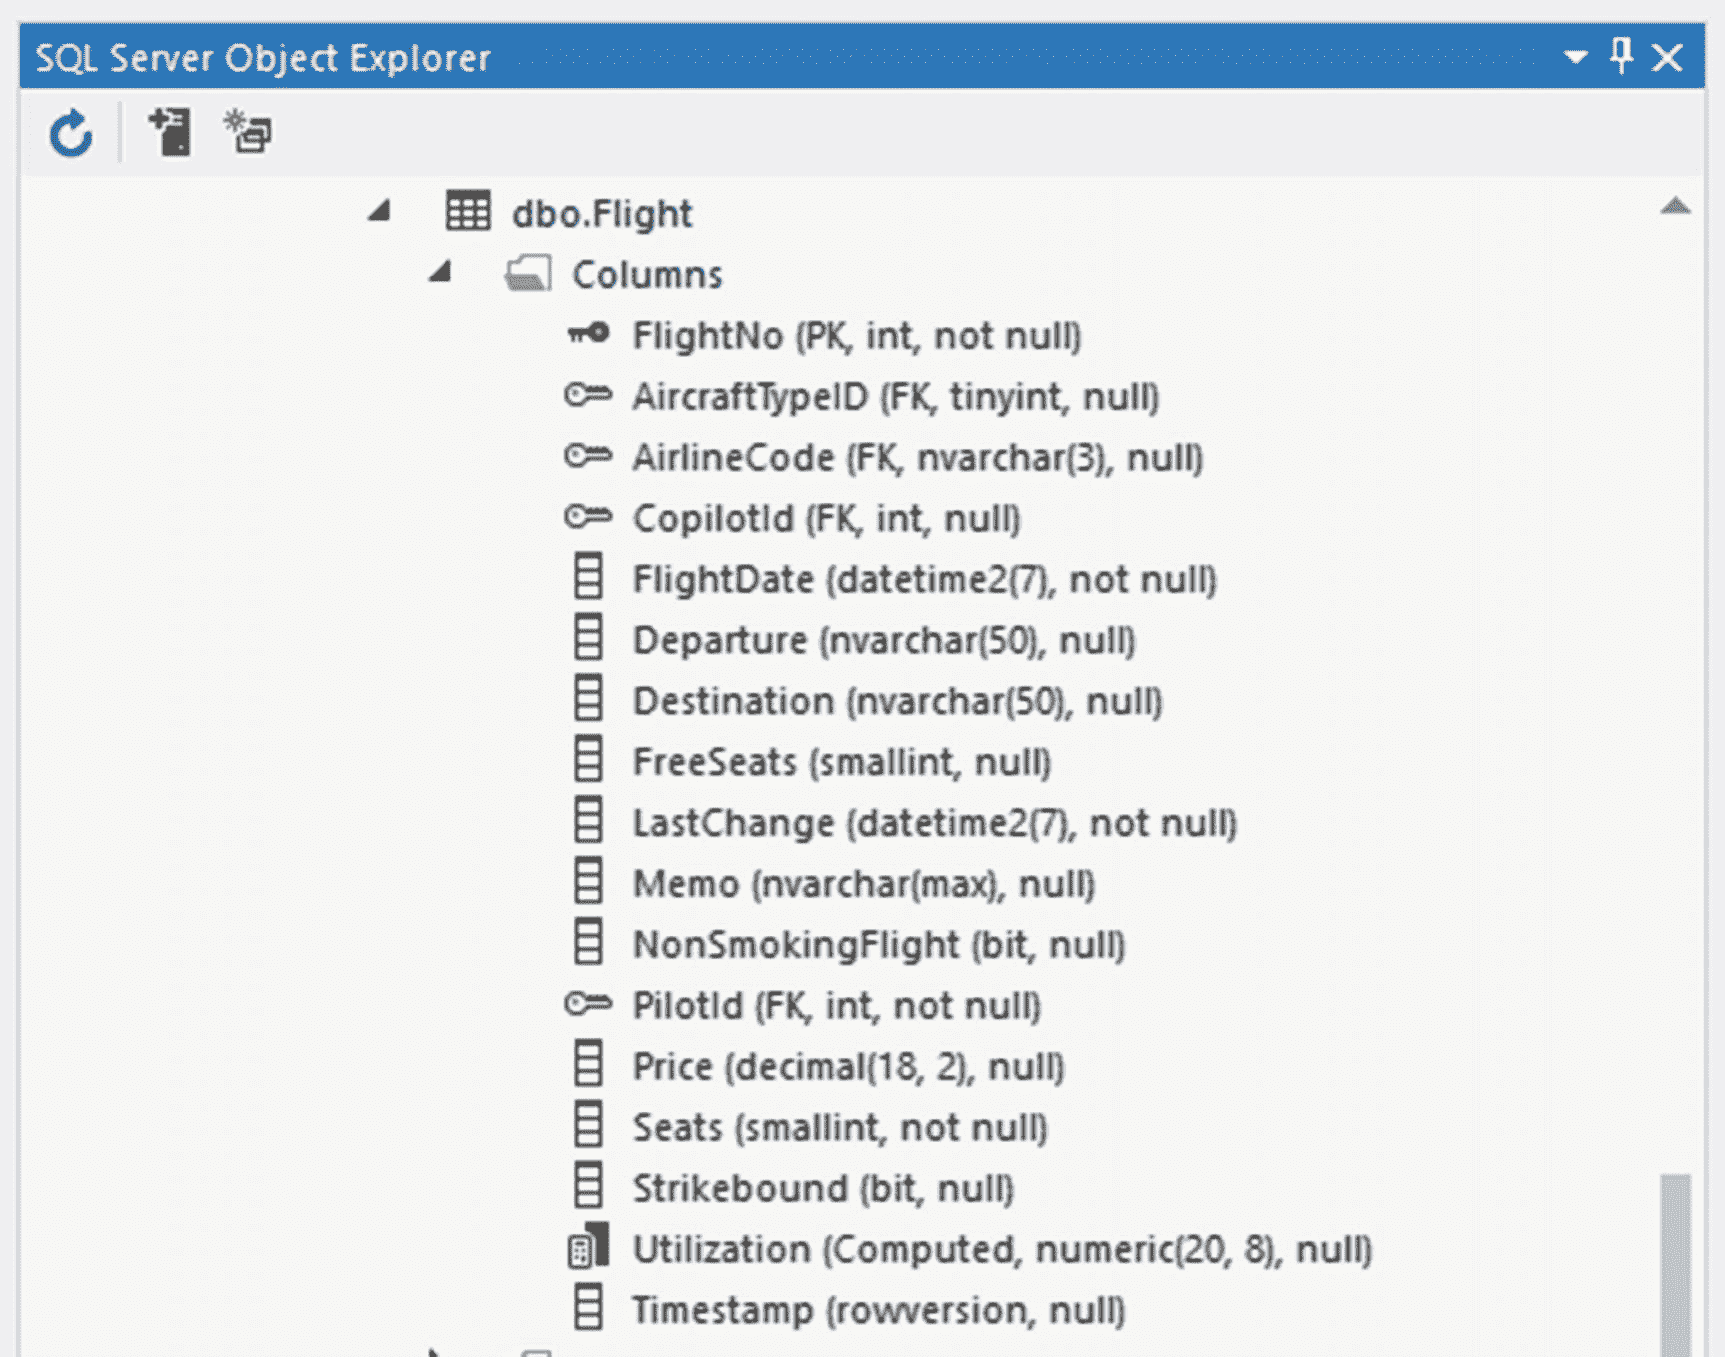 SQL Server Object Explorer
dbo.Flight
Columns
FlightNo (PK, int, not null)
AircraftTypeID (FK, tinyint, null)
AirlineCode (FK, nvarchar(3), null)
CopilotId (FK, int, null)
FlightDate (datetime2(7), not null)
Departure (nvarchar(50), null)
Destination (nvarchar(50), null)
FreeSeats (smallint, null)
LastChange (datetime2(7), not null)
Memo (nvarchar(max), null)
NonSmokingFlight (bit, null)
PilotId (FK, int, not null)
Price (decimal(18, 2), null)
Seats (smallint, not null)
Strikebound (bit, null)
Utilization (Computed, numeric(20, 8), null)
Timestamp (rowversion, null)